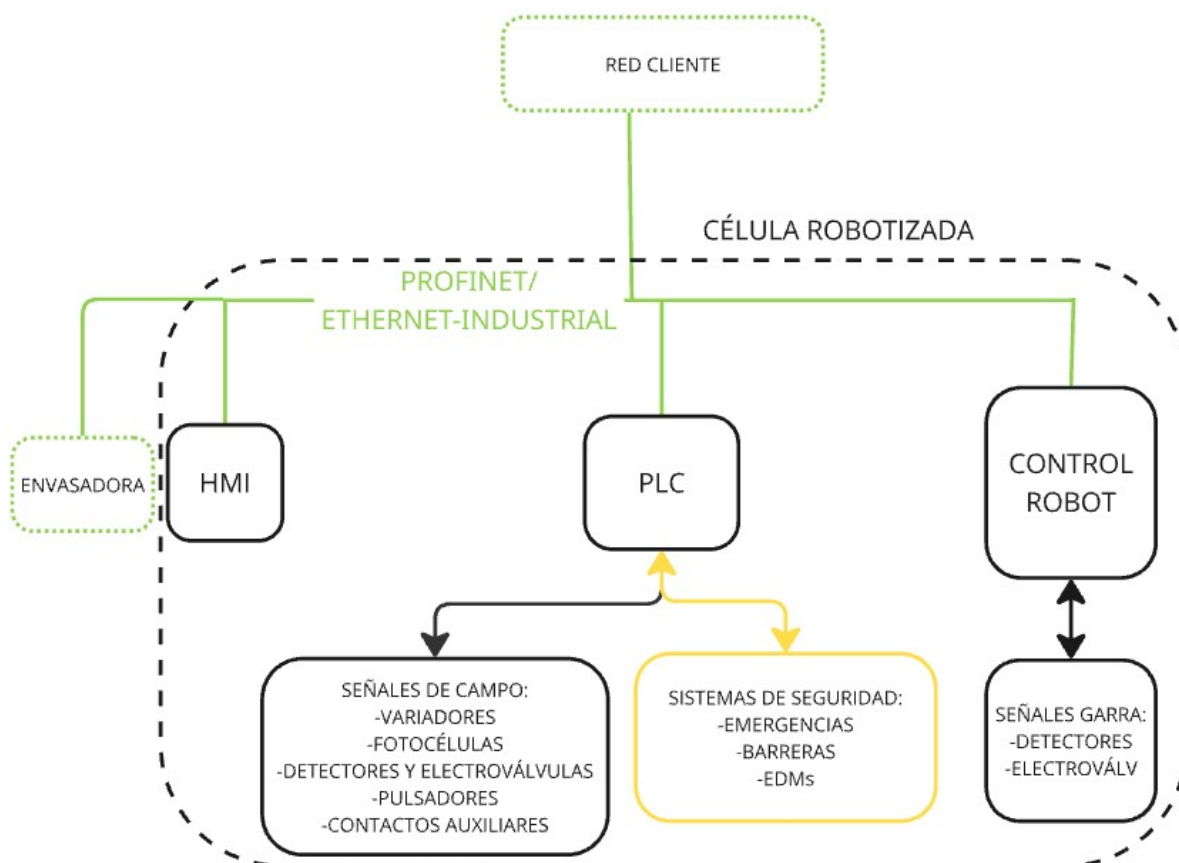 RED CLIENTE
CÉLULA ROBOTIZADA
PROFINET/
ETHERNET-INDUSTRIAL
ENVASADORA
HMI
PLC
CONTROL
ROBOT
SEÑALES DE CAMPO:
-VARIADORES
-FOTOCÉLULAS
-DETECTORES Y ELECTROVÁLVULAS
-PULSADORES
-CONTACTOS AUXILIARES
SISTEMAS DE SEGURIDAD:
-EMERGENCIAS
-BARRERAS
-EDMs
SEÑALES GARRA:
-DETECTORES
-ELECTROVÁLV